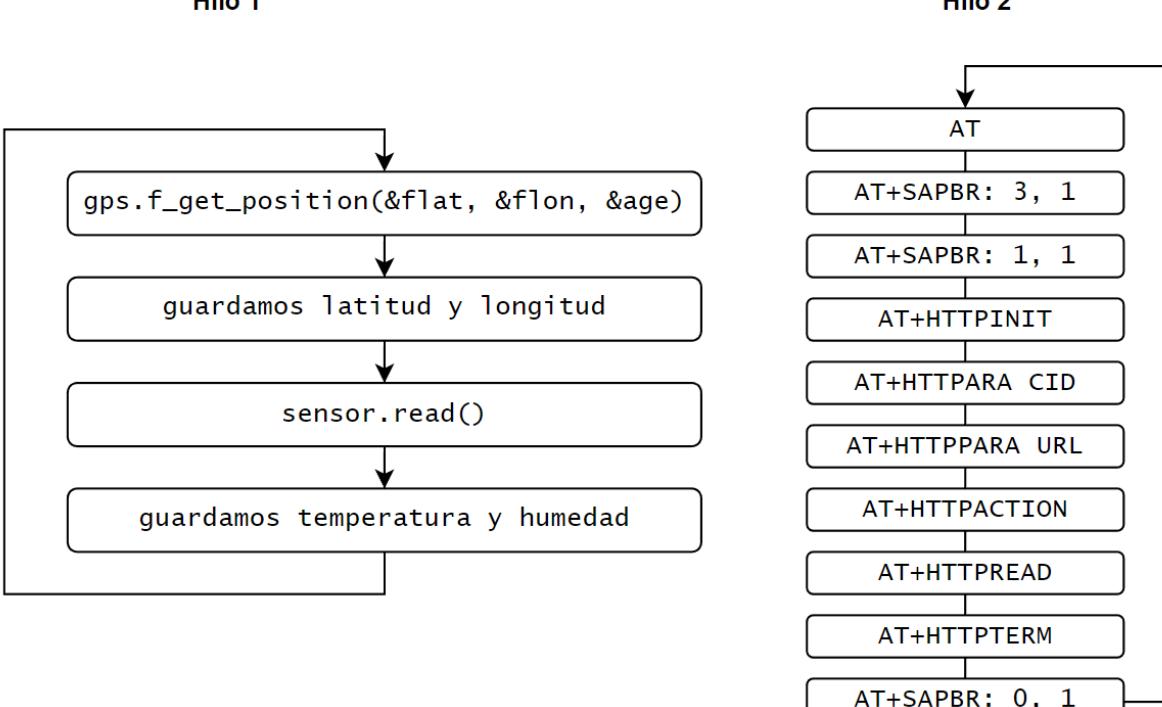 Hilo 1
gps.f_get_position(&flat, &flon, &age)
guardamos latitud y longitud
sensor.read()
guardamos temperatura y humedad
Hilo 2
AT
AT+SAPBR: 3, 1
AT+SAPBR: 1, 1
AT+HTTPINIT
AT+HTTPARA CID
AT+HTTPPARA URL
AT+HTTPACTION
AT+HTTPREAD
AT+HTTPTERM
AT+SAPBR: 0, 1